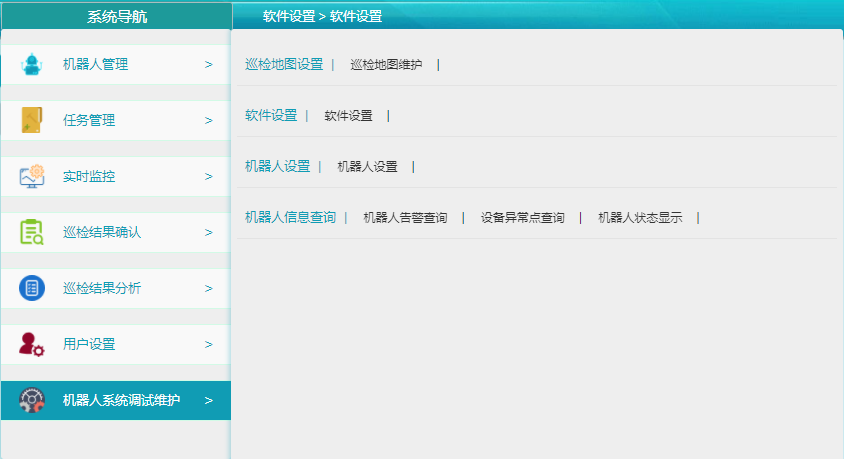 系统导航
软件设置 > 软件设置
机器人管理 >
任务管理 >
实时监控 >
巡检结果确认 >
巡检结果分析 >
用户设置 >
机器人系统调试维护 >
巡检地图设置 | 巡检地图维护 |
软件设置 | 软件设置 |
机器人设置 | 机器人设置 |
机器人信息查询 | 机器人告警查询 | 设备异常点查询 | 机器人状态显示 |